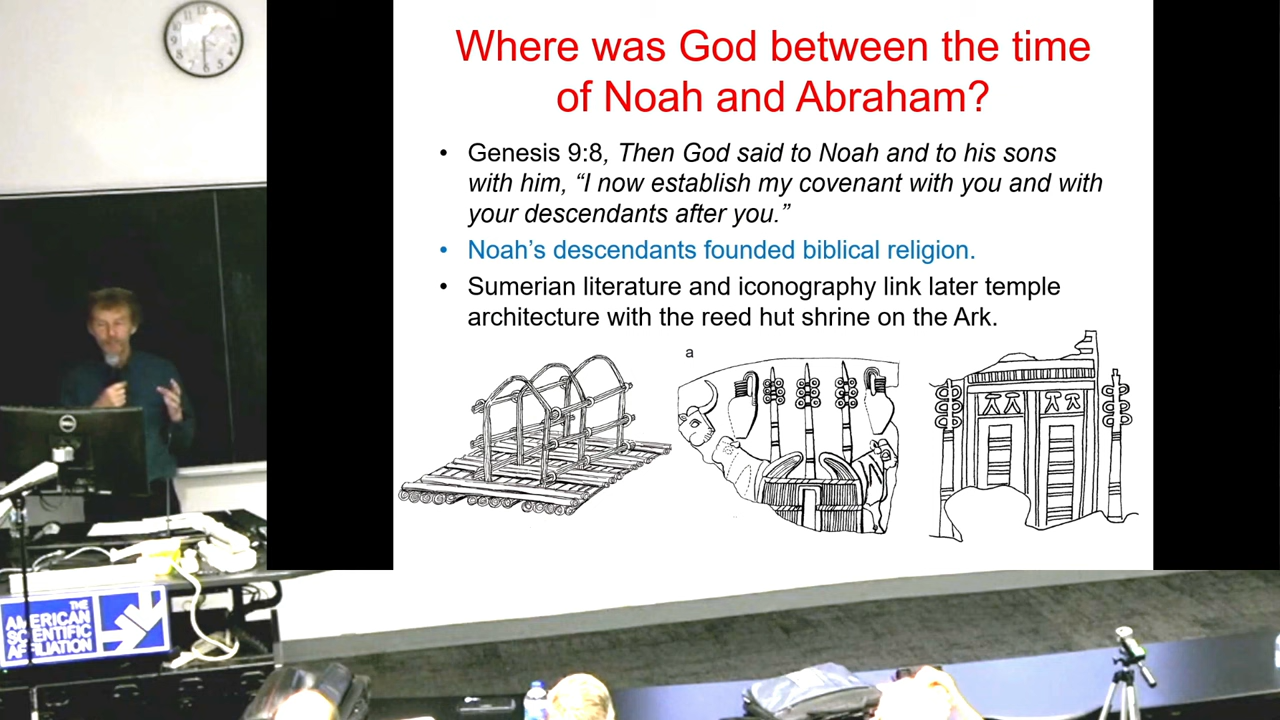 Where was God between the time
of Noah and Abraham?
• Genesis 9:8, Then God said to Noah and to his sons
with him, “I now establish my covenant with you and with
your descendants after you.”
• Noah’s descendants founded biblical religion.
• Sumerian literature and iconography link later temple
architecture with the reed hut shrine on the Ark.
a
DELL
THE
AMERICAN
SCIENTIFIC
AFFILIATION